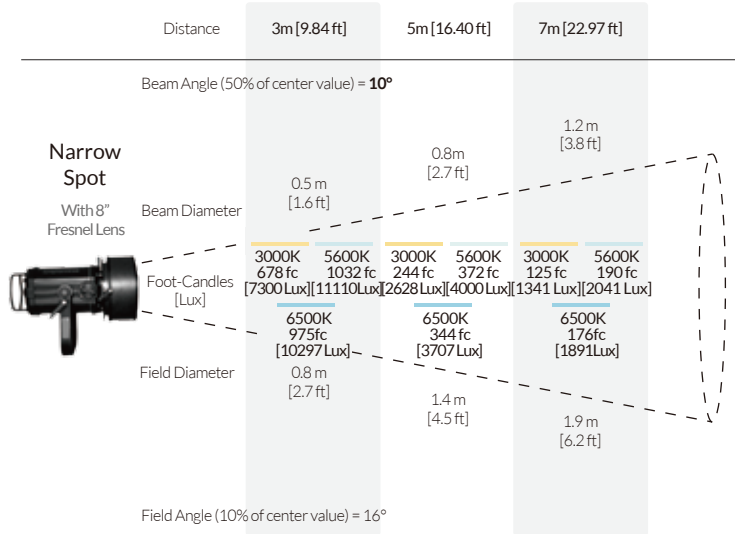 Distance 3m [9.84 ft] 5m [16.40 ft] 7m [22.97 ft]
Beam Angle (50% of center value) = 10°
Narrow
Spot
With 8”
Fresnel Lens
Beam Diameter
0.5 m
[1.6 ft]
0.8m
[2.7 ft]
1.2 m
[3.8 ft]
Foot-Candles
[Lux]
3000K
678 fc
[7300 Lux]
5600K
1032 fc
[11110Lux]
6500K
975fc
[10297 Lux]
3000K
244 fc
[2628 Lux]
5600K
372 fc
[4000 Lux]
6500K
344 fc
[3707 Lux]
3000K
125 fc
[1341 Lux]
5600K
190 fc
[2041 Lux]
6500K
176fc
[1891Lux]
Field Diameter
0.8 m
[2.7 ft]
1.4 m
[4.5 ft]
1.9 m
[6.2 ft]
Field Angle (10% of center value) = 16°